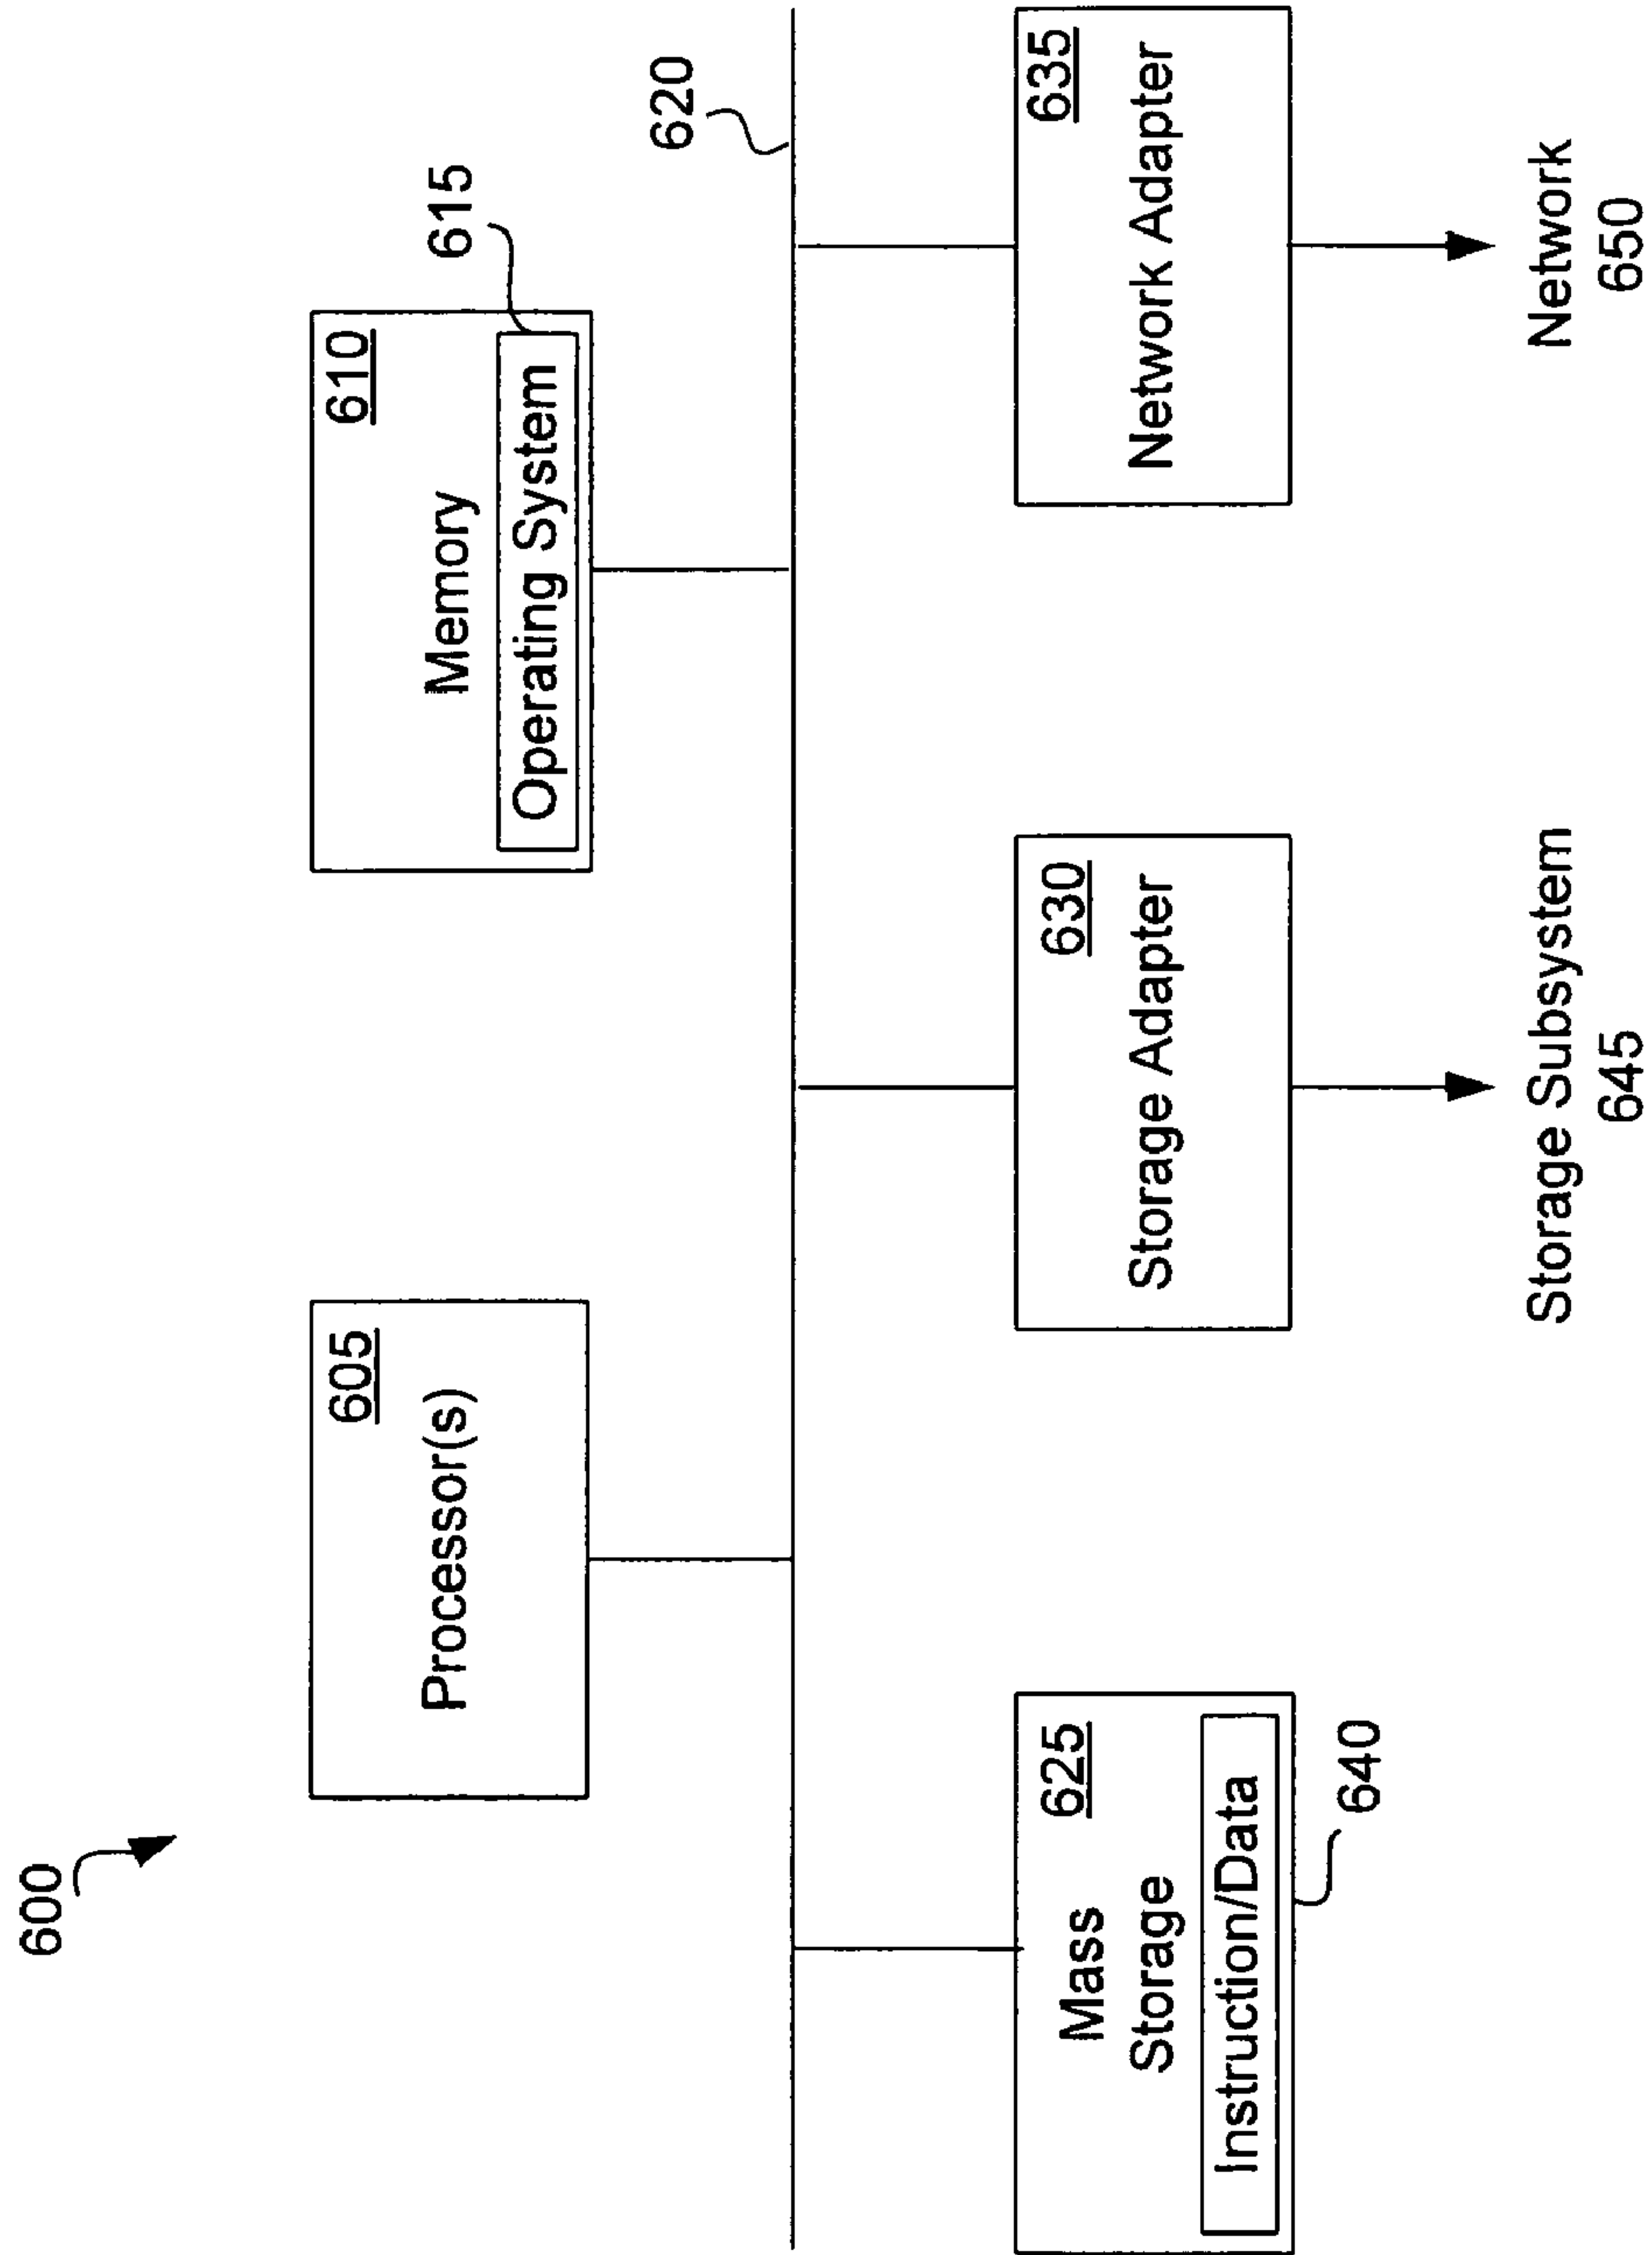 600
605
Processor(s)
610
Memory
Operating System
615
620
625
Mass
Storage
Instruction/Data
640
630
Storage Adapter
635
Network Adapter
Storage Subsystem
645
Network
650